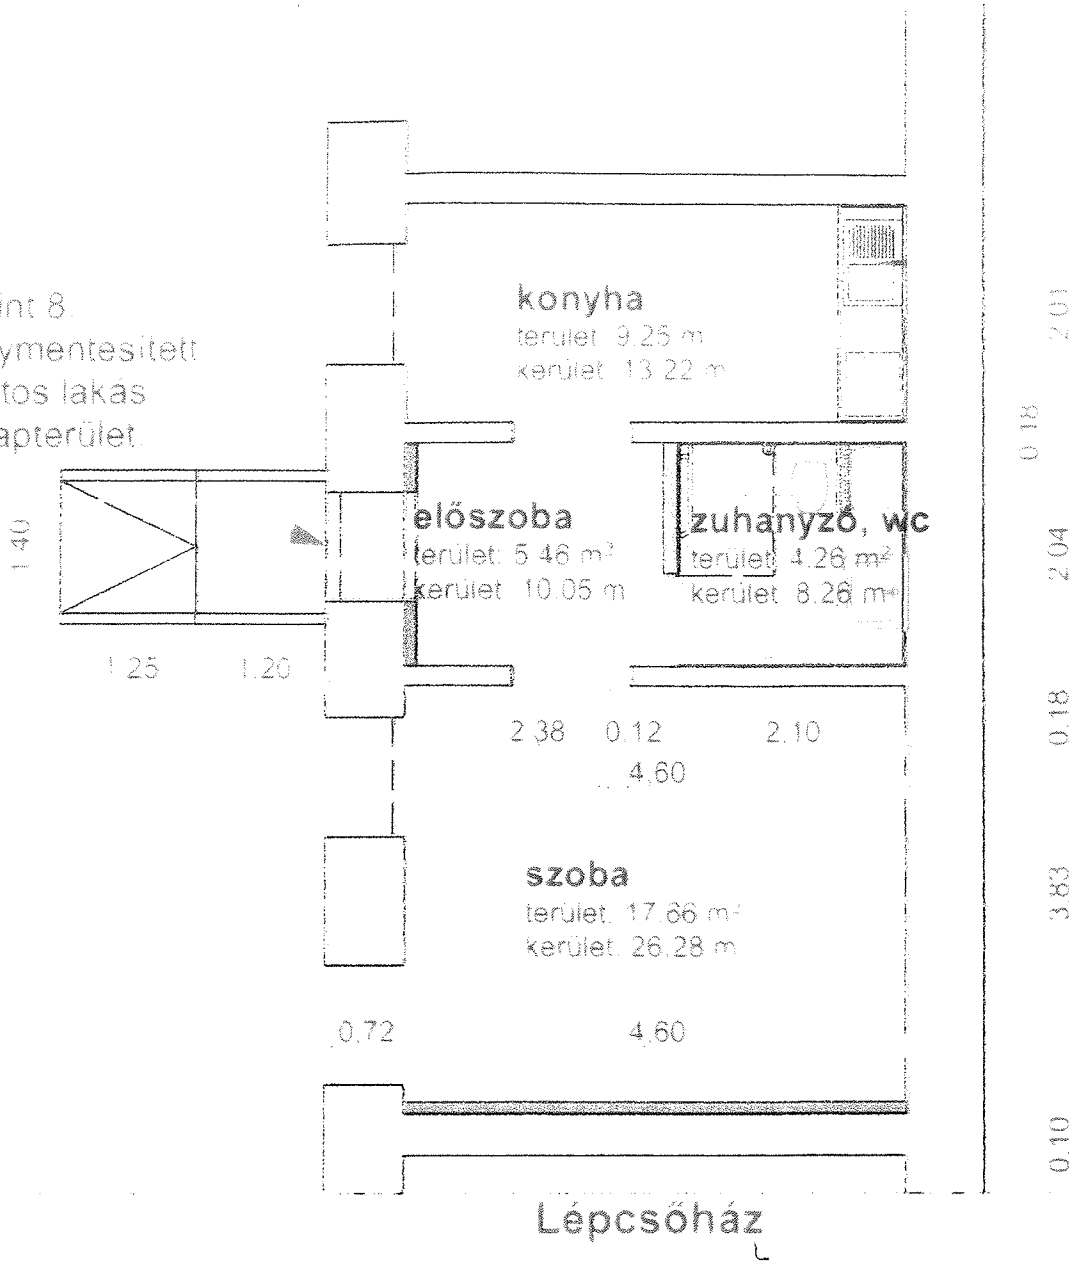 int 8.
ymentesített
tos lakás
apterület.
konyha
terület: 9.25 m
kerület: 13.22 m
előszoba
terület: 5.46 m²
kerület: 10.05 m
zuhanyzó, wc
terület: 4.26 m²
kerület: 8.26 m
1.40
1.25
1.20
2.38
0.12
2.10
4.60
szoba
terület: 17.66 m²
kerület: 26.28 m
0.72
4.60
2.01
0.18
2.04
0.18
3.83
0.10
Lépcsőház